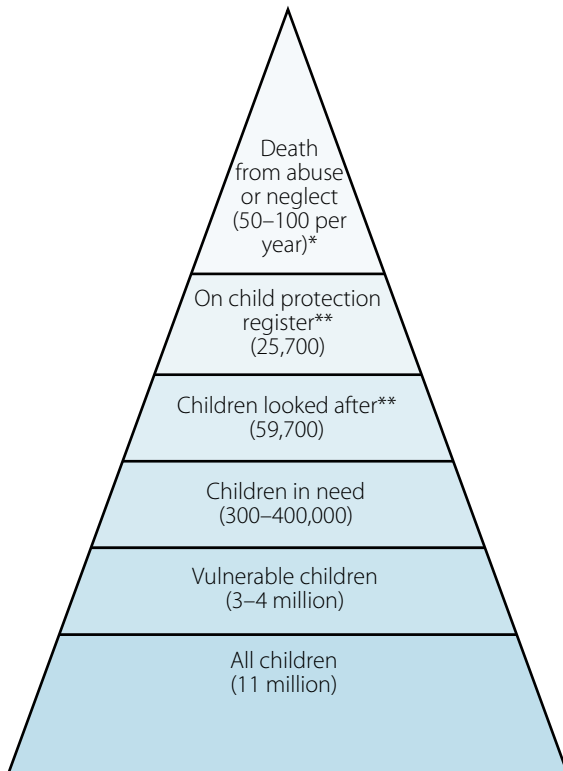 Death
from abuse
or neglect
(50–100 per
year)*
On child protection
register**
(25,700)
Children looked after**
(59,700)
Children in need
(300–400,000)
Vulnerable children
(3–4 million)
All children
(11 million)